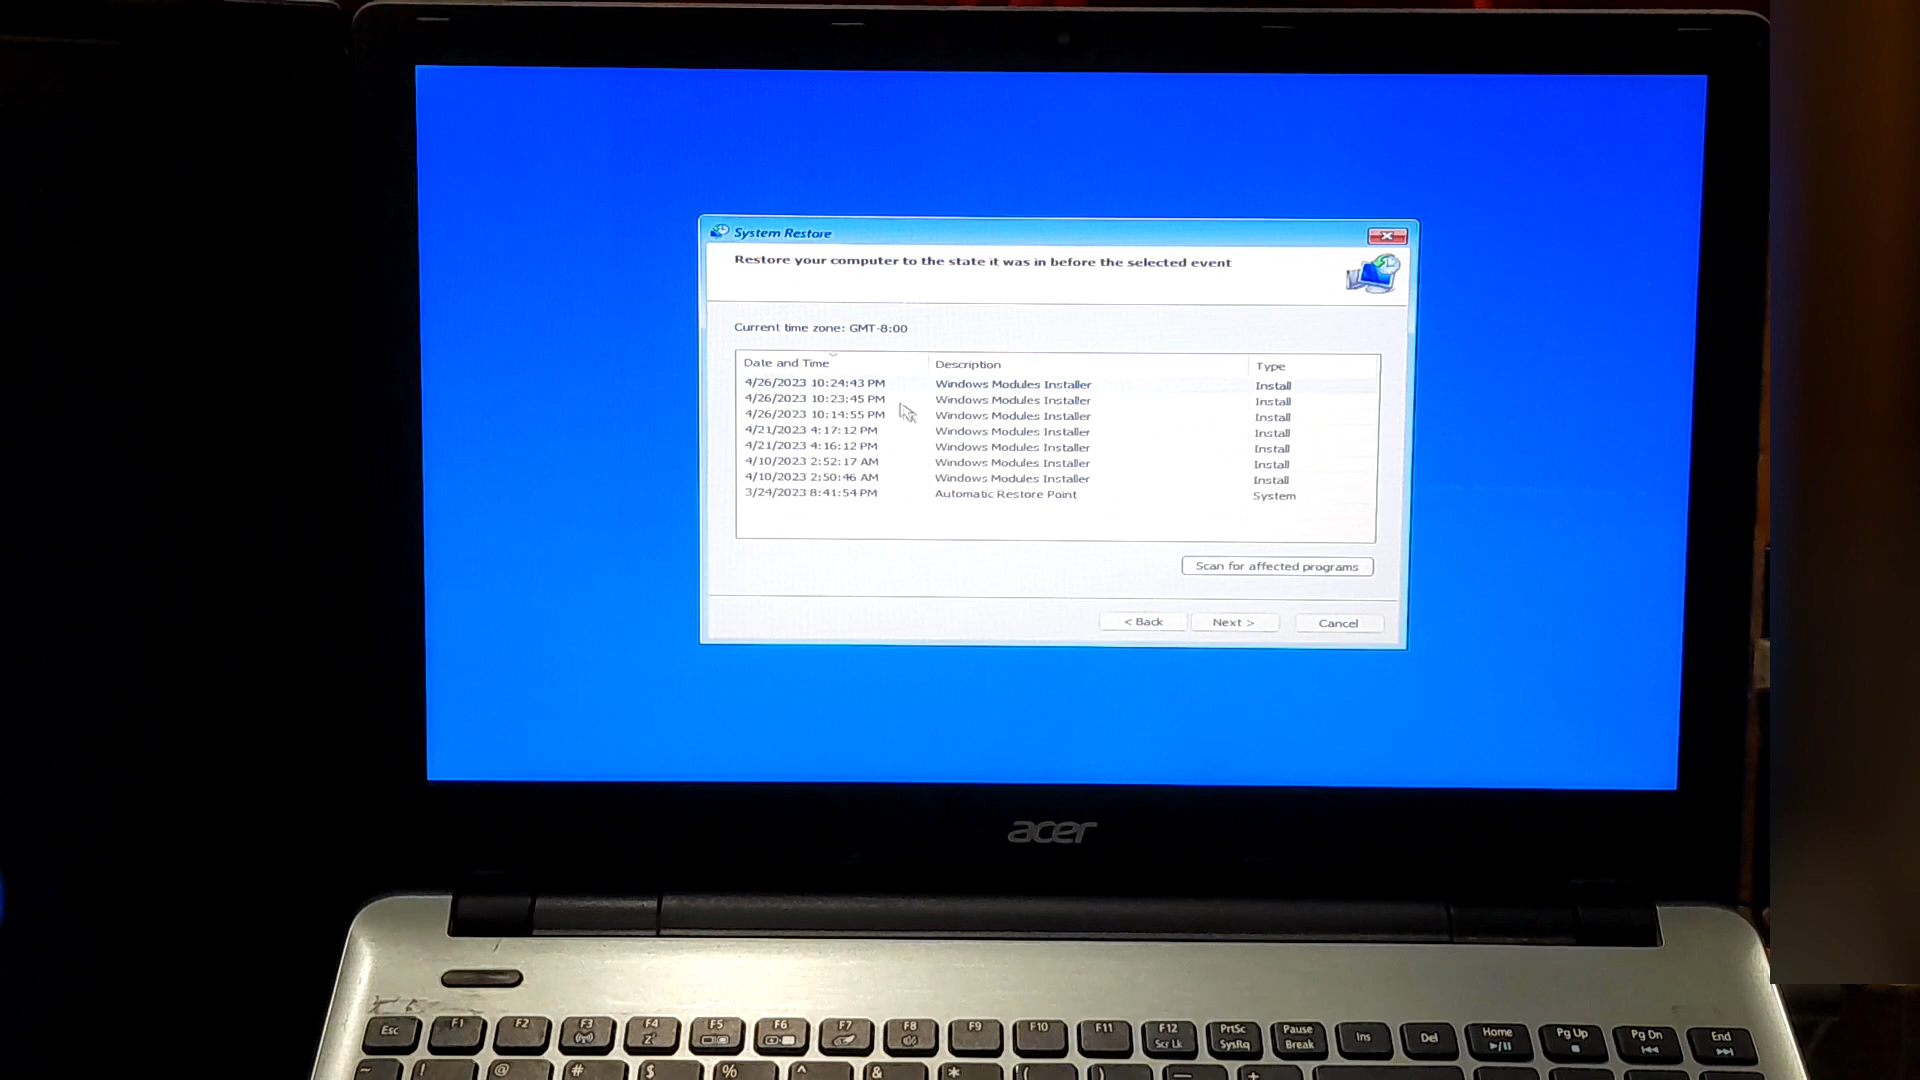 System Restore
Restore your computer to the state it was in before the selected event
Current time zone: GMT-8:00
Date and Time Description Type
4/26/2023 10:24:43 PM Windows Modules Installer Install
4/26/2023 10:23:45 PM Windows Modules Installer Install
4/26/2023 10:14:55 PM Windows Modules Installer Install
4/21/2023 4:17:12 PM Windows Modules Installer Install
4/21/2023 4:16:12 PM Windows Modules Installer Install
4/10/2023 2:52:17 AM Windows Modules Installer Install
4/10/2023 2:50:46 AM Windows Modules Installer Install
3/24/2023 8:41:54 PM Automatic Restore Point System
Scan for affected programs
< Back Next > Cancel
acer
Esc F1 F2 F3 F4 F5 F6 F7 F8 F9 F10 F11 F12 PrtSc Pause Ins Del Home Pg Up Pg Dn End
Scr Lk SysRq Break
~ ! @ # $ % ^ & * ( ) — +